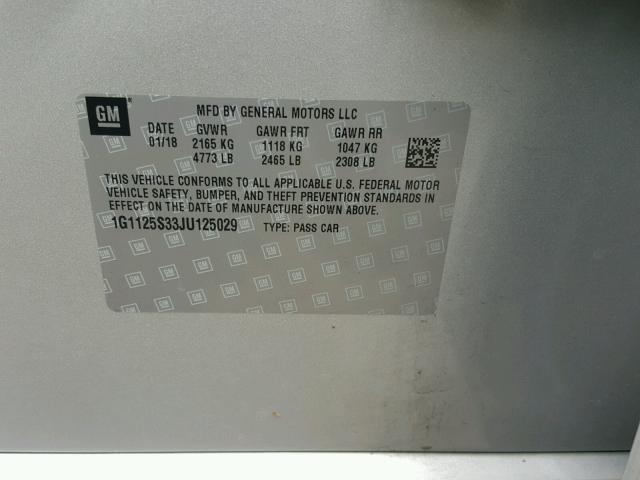 GM
MFD BY GENERAL MOTORS LLC
DATE GVWR GAWR FRT GAWR RR
01/18 2165 KG 1118 KG 1047 KG
4773 LB 2465 LB 2308 LB
THIS VEHICLE CONFORMS TO ALL APPLICABLE U.S. FEDERAL MOTOR
VEHICLE SAFETY, BUMPER, AND THEFT PREVENTION STANDARDS IN
EFFECT ON THE DATE OF MANUFACTURE SHOWN ABOVE.
1G1125S33JU125029 TYPE: PASS CAR